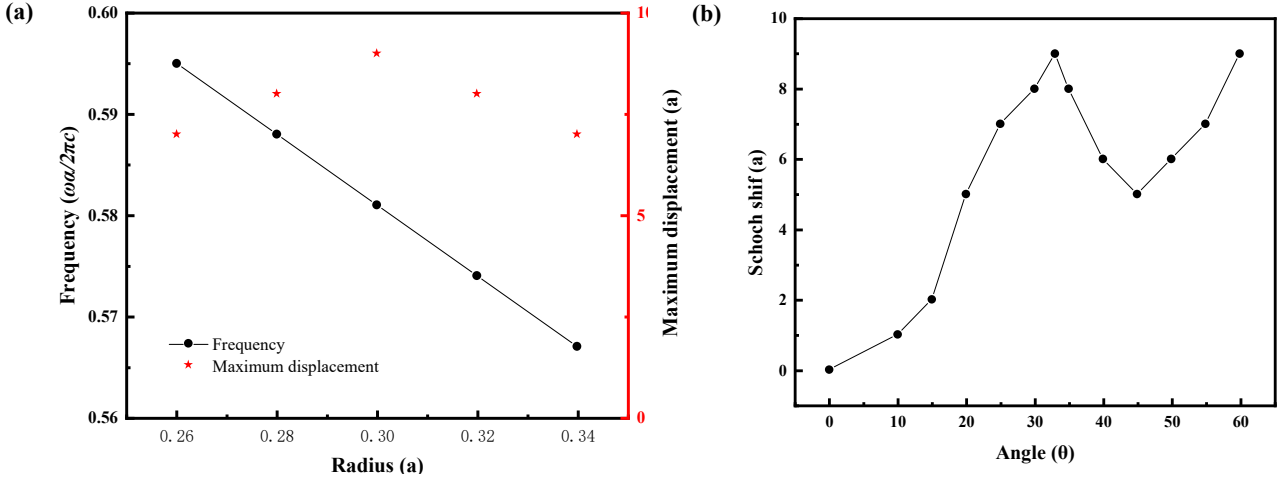 (a)
0.60
0.59
0.58
0.57
0.56
Frequency (ωa/2πc)
Frequency
Maximum displacement
0.26
0.28
0.30
0.32
0.34
Radius (a)
10
5
0
Maximum displacement (a)
(b)
10
8
6
4
2
0
Schoch shif (a)
0
10
20
30
40
50
60
Angle (θ)